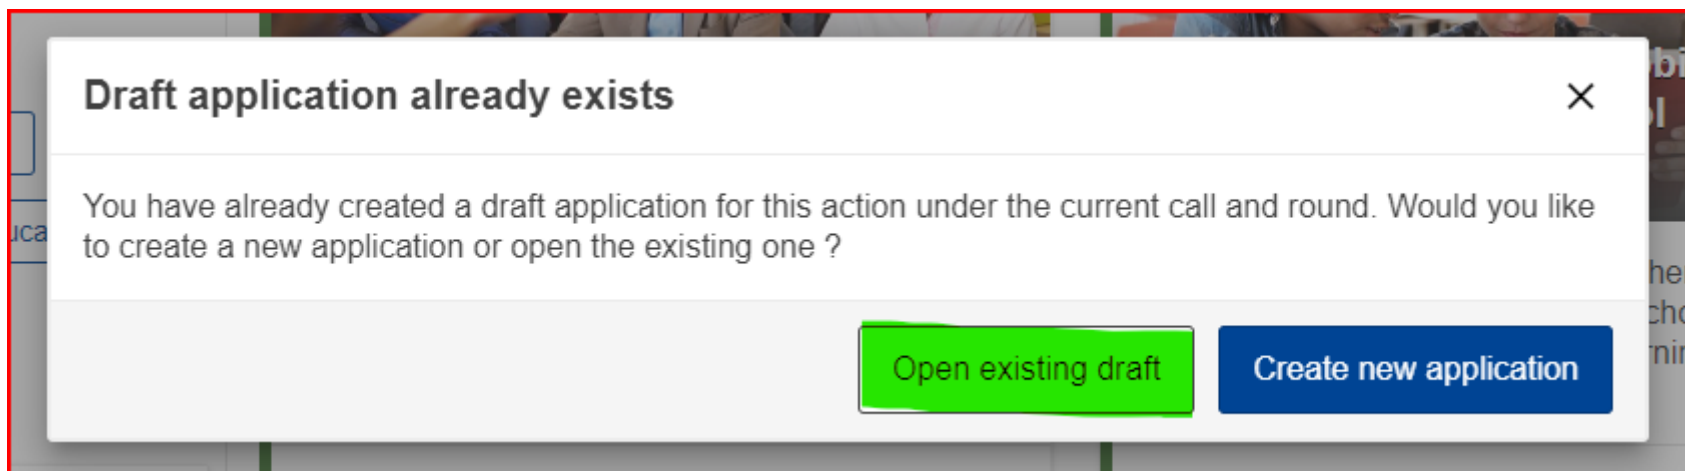 Draft application already exists
You have already created a draft application for this action under the current call and round. Would you like
to create a new application or open the existing one ?
Open existing draft
Create new application